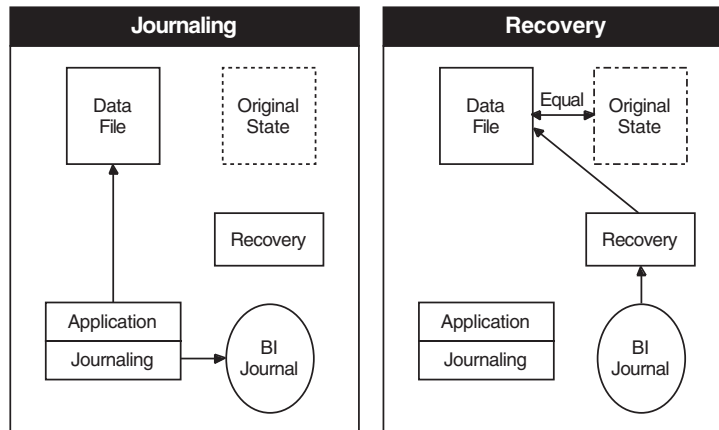 Journaling
Data
File
Original
State
Recovery
Application
Journaling
BI
Journal
Recovery
Data
File
Equal
Original
State
Recovery
Application
Journaling
BI
Journal